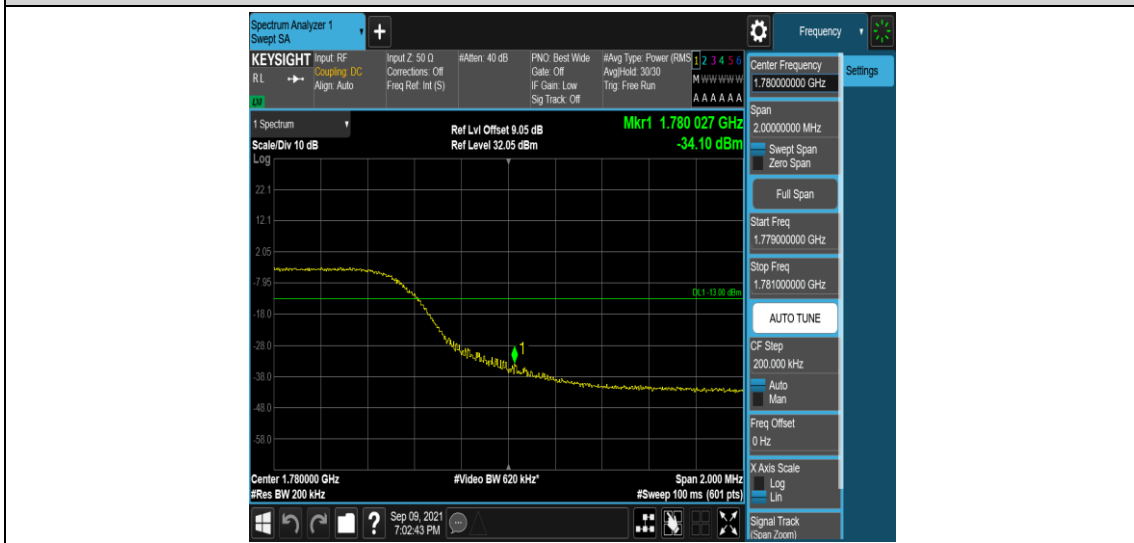 Spectrum Analyzer 1
Swept SA
+
Frequency
KEYSIGHT
RL
LXI
Input: RF
Coupling: DC
Align: Auto
Input Z: 50 Ω
Corrections: Off
Freq Ref: Int (S)
#Atten: 40 dB
PNO: Best Wide
Gate: Off
IF Gain: Low
Sig Track: Off
#Avg Type: Power (RMS
Avg|Hold: 30/30
Trig: Free Run
1 2 3 4 5 6
M W W W W W
A A A A A A
1 Spectrum
Scale/Div 10 dB
Log
Ref Lvl Offset 9.05 dB
Ref Level 32.05 dBm
Mkr1 1.780 027 GHz
-34.10 dBm
22.1
12.1
2.05
-7.95
DL1 -13.00 dBm
-18.0
-28.0
1
-38.0
-48.0
-58.0
Center 1.780000 GHz
#Video BW 620 kHz*
Span 2.000 MHz
#Res BW 200 kHz
#Sweep 100 ms (601 pts)
?
Sep 09, 2021
7:02:43 PM
Center Frequency
1.780000000 GHz
Settings
Span
2.00000000 MHz
Swept Span
Zero Span
Full Span
Start Freq
1.779000000 GHz
Stop Freq
1.781000000 GHz
AUTO TUNE
CF Step
200.000 kHz
Auto
Man
Freq Offset
0 Hz
X Axis Scale
Log
Lin
Signal Track
(Span Zoom)